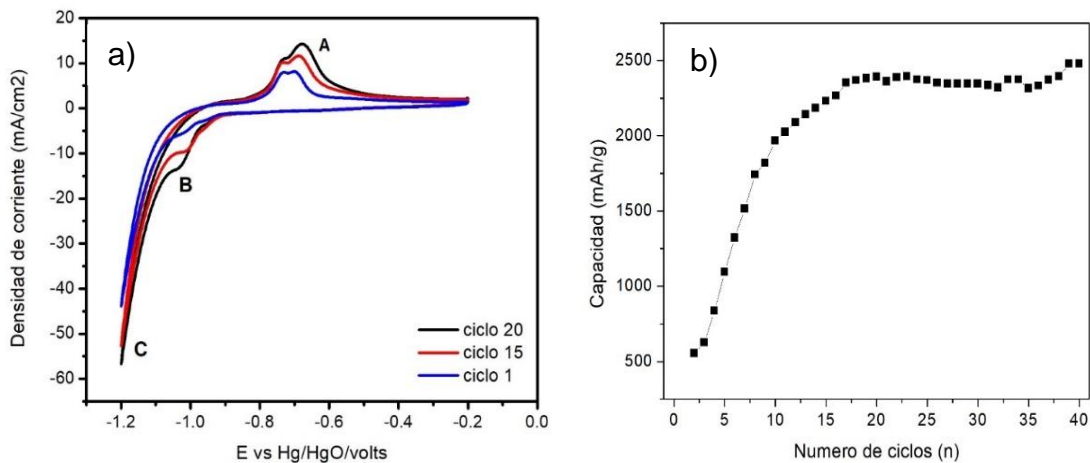 a)
20
10
0
-10
-20
-30
-40
-50
-60
Densidad de corriente (mA/cm2)
A
B
C
ciclo 20
ciclo 15
ciclo 1
-1.2 -1.0 -0.8 -0.6 -0.4 -0.2 0.0
E vs Hg/HgO/volts
b)
2500
2000
1500
1000
500
Capacidad (mAh/g)
0 5 10 15 20 25 30 35 40
Numero de ciclos (n)